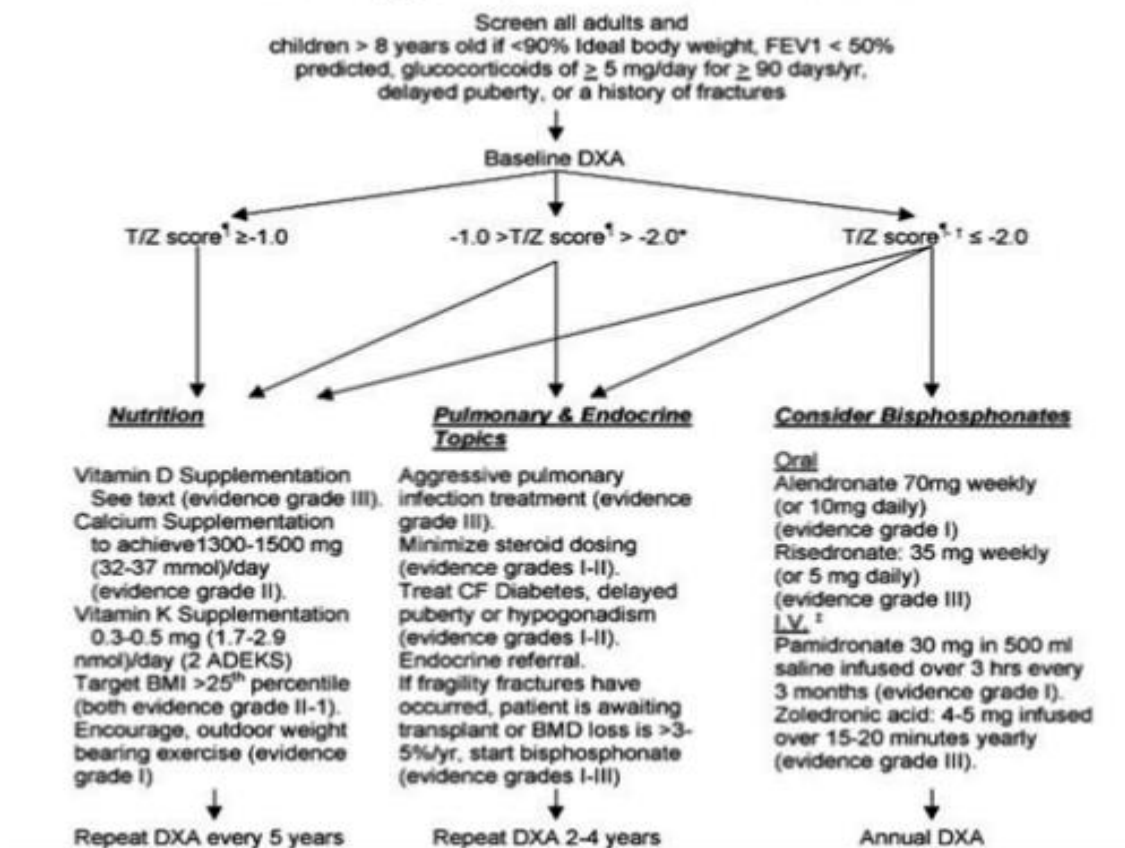 Screen all adults and
children > 8 years old if <90% Ideal body weight, FEV1 < 50%
predicted, glucocorticoids of ≥ 5 mg/day for ≥ 90 days/yr,
delayed puberty, or a history of fractures
Baseline DXA
T/Z score¶ ≥-1.0
-1.0 >T/Z score¶ > -2.0*
T/Z score¶, † ≤ -2.0
Nutrition
Vitamin D Supplementation
See text (evidence grade III).
Calcium Supplementation
to achieve1300-1500 mg
(32-37 mmol)/day
(evidence grade II).
Vitamin K Supplementation
0.3-0.5 mg (1.7-2.9
nmol)/day (2 ADEKS)
Target BMI >25th percentile
(both evidence grade II-1).
Encourage, outdoor weight
bearing exercise (evidence
grade I)
Repeat DXA every 5 years
Pulmonary & Endocrine
Topics
Aggressive pulmonary
infection treatment (evidence
grade III).
Minimize steroid dosing
(evidence grades I-II).
Treat CF Diabetes, delayed
puberty or hypogonadism
(evidence grades I-II).
Endocrine referral.
If fragility fractures have
occurred, patient is awaiting
transplant or BMD loss is >3-
5%/yr, start bisphosphonate
(evidence grades I-III)
Repeat DXA 2-4 years
Consider Bisphosphonates
Oral
Alendronate 70mg weekly
(or 10mg daily)
(evidence grade I)
Risedronate: 35 mg weekly
(or 5 mg daily)
(evidence grade III)
I.V. ‡
Pamidronate 30 mg in 500 ml
saline infused over 3 hrs every
3 months (evidence grade I).
Zoledronic acid: 4-5 mg infused
over 15-20 minutes yearly
(evidence grade III).
Annual DXA